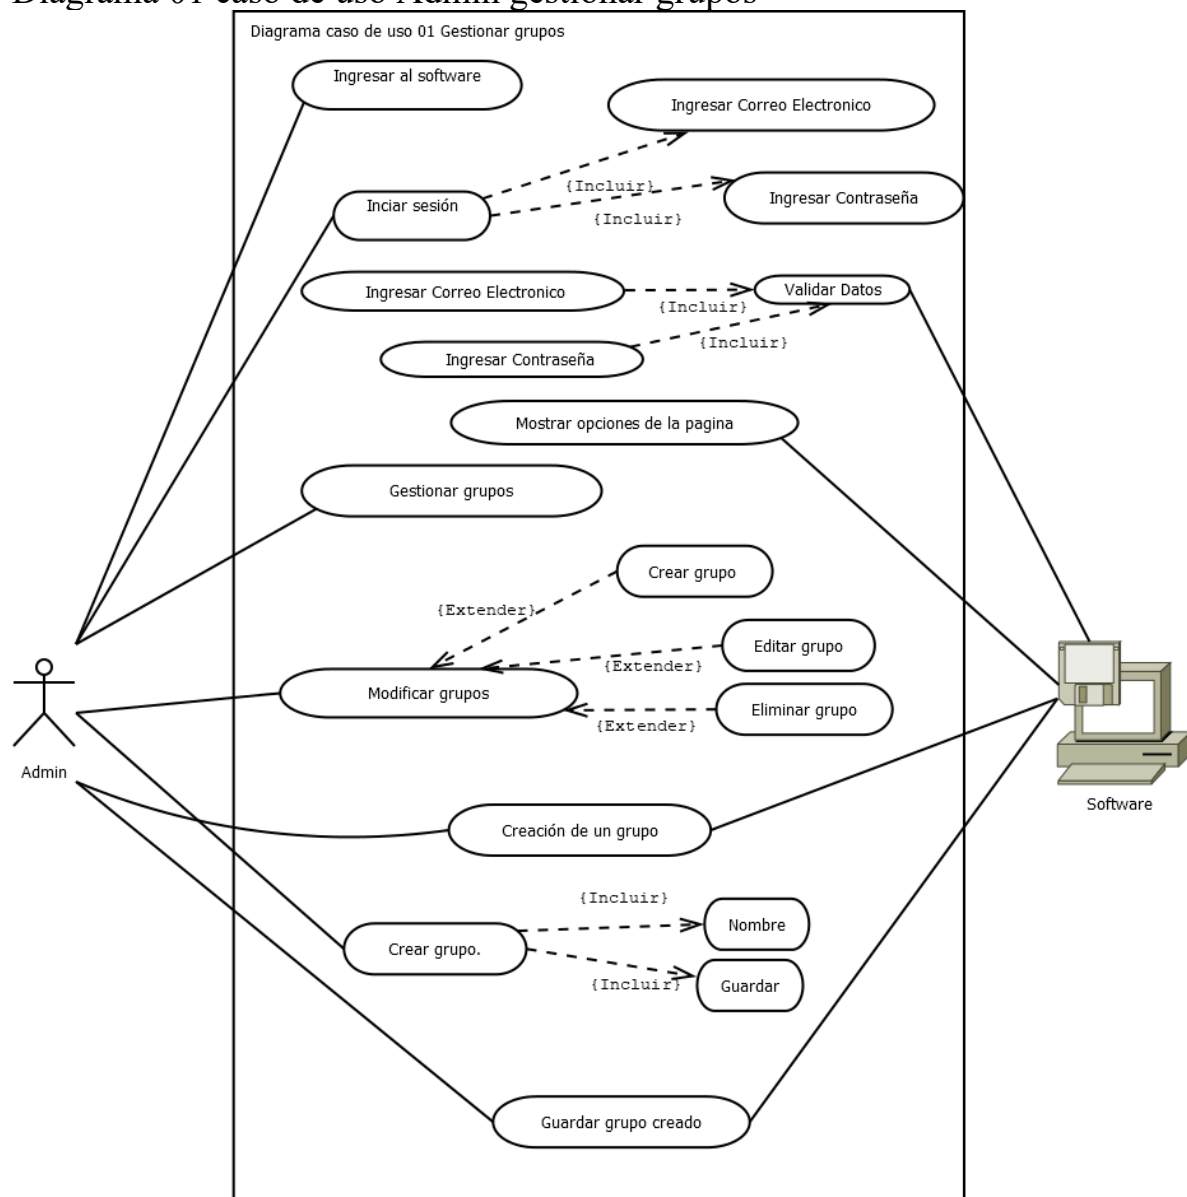 Diagrama 01 caso de uso Admin gestionar grupos
Diagrama caso de uso 01 Gestionar grupos
Ingresar al software
Ingresar Correo Electronico
{Incluir}
Inciar sesión
Ingresar Contraseña
{Incluir}
Ingresar Correo Electronico
Validar Datos
{Incluir}
{Incluir}
Ingresar Contraseña
Mostrar opciones de la pagina
Gestionar grupos
Crear grupo
{Extender}
Editar grupo
{Extender}
Modificar grupos
Eliminar grupo
{Extender}
Admin
Software
Creación de un grupo
{Incluir}
Nombre
Crear grupo.
{Incluir}
Guardar
Guardar grupo creado